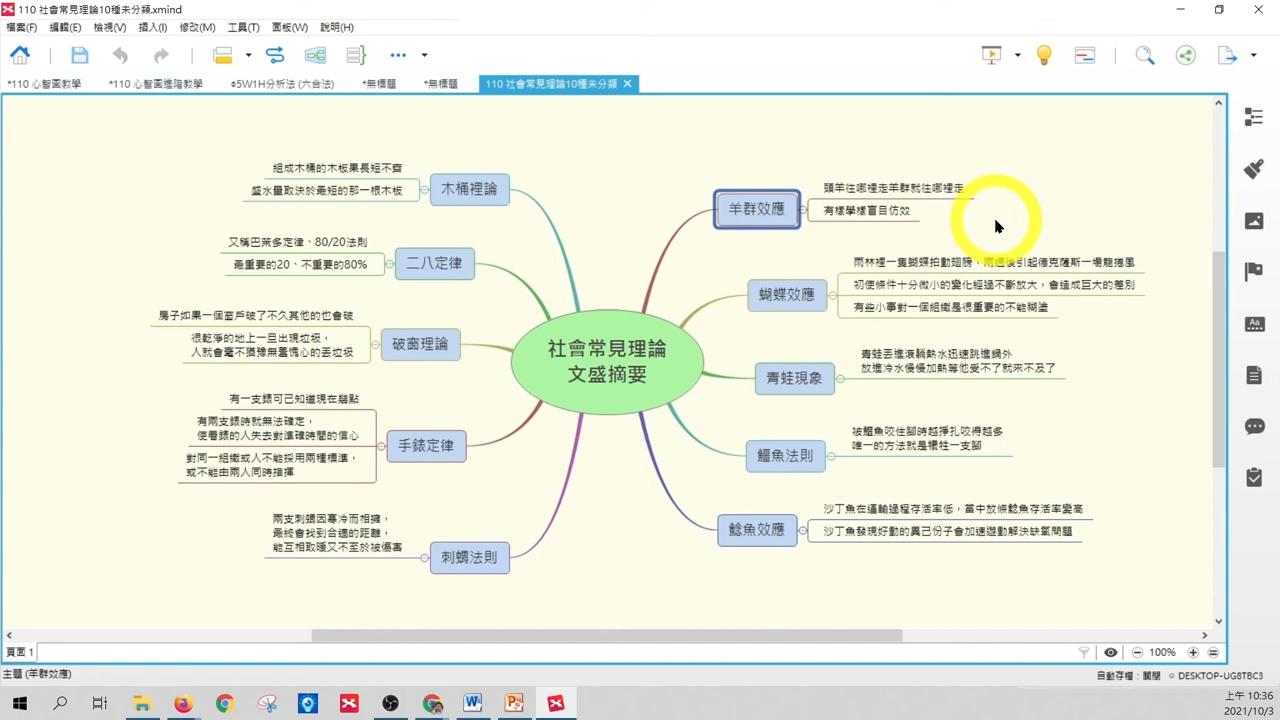 110 社會常見理論10種未分類.xmind
檔案(F) 編輯(E) 檢視(V) 插入(I) 修改(M) 工具(T) 面板(W) 說明(H)
*110 心智圖教學 *110 心智圖進階教學 5W1H分析法 (六合法) *無標題 *無標題 110 社會常見理論10種未分類
社會常見理論
文盛摘要
羊群效應
頭羊往哪裡走羊群就往哪裡走
有樣學樣盲目仿效
蝴蝶效應
雨林裡一隻蝴蝶拍動翅膀，兩週後引起德克薩斯一場龍捲風
初使條件十分微小的變化經過不斷放大，會造成巨大的差別
有些小事對一個組織是很重要的不能糊塗
青蛙現象
青蛙丟進滾躺熱水迅速跳進鍋外
放進冷水慢慢加熱等他受不了就來不及了
鱷魚法則
被鱷魚咬住腳時越掙扎咬得越多
唯一的方法就是犧牲一支腳
鯰魚效應
沙丁魚在運輸過程存活率低，當中放條鯰魚存活率變高
沙丁魚發現好動的異己份子會加速遊動解決缺氧問題
木桶裡論
組成木桶的木板果長短不齊
盛水量取決於最短的那一根木板
二八定律
又稱巴萊多定律、80/20法則
最重要的20、不重要的80%
破窗理論
房子如果一個窗戶破了不久其他的也會破
很乾淨的地上一旦出現垃圾，
人就會毫不猶豫無羞愧心的丟垃圾
手錶定律
有一支錶可已知道現在幾點
有兩支錶時就無法確定，
使看錶的人失去對準確時間的信心
對同一組織或人不能採用兩種標準，
或不能由兩人同時指揮
刺蝟法則
兩支刺蝟因寒冷而相擁，
最終會找到合適的距離，
能互相取暖又不至於被傷害
頁面 1
100%
主題 (羊群效應)
自動存檔：關閉 DESKTOP-UG8TBC3
上午 10:36
2021/10/3